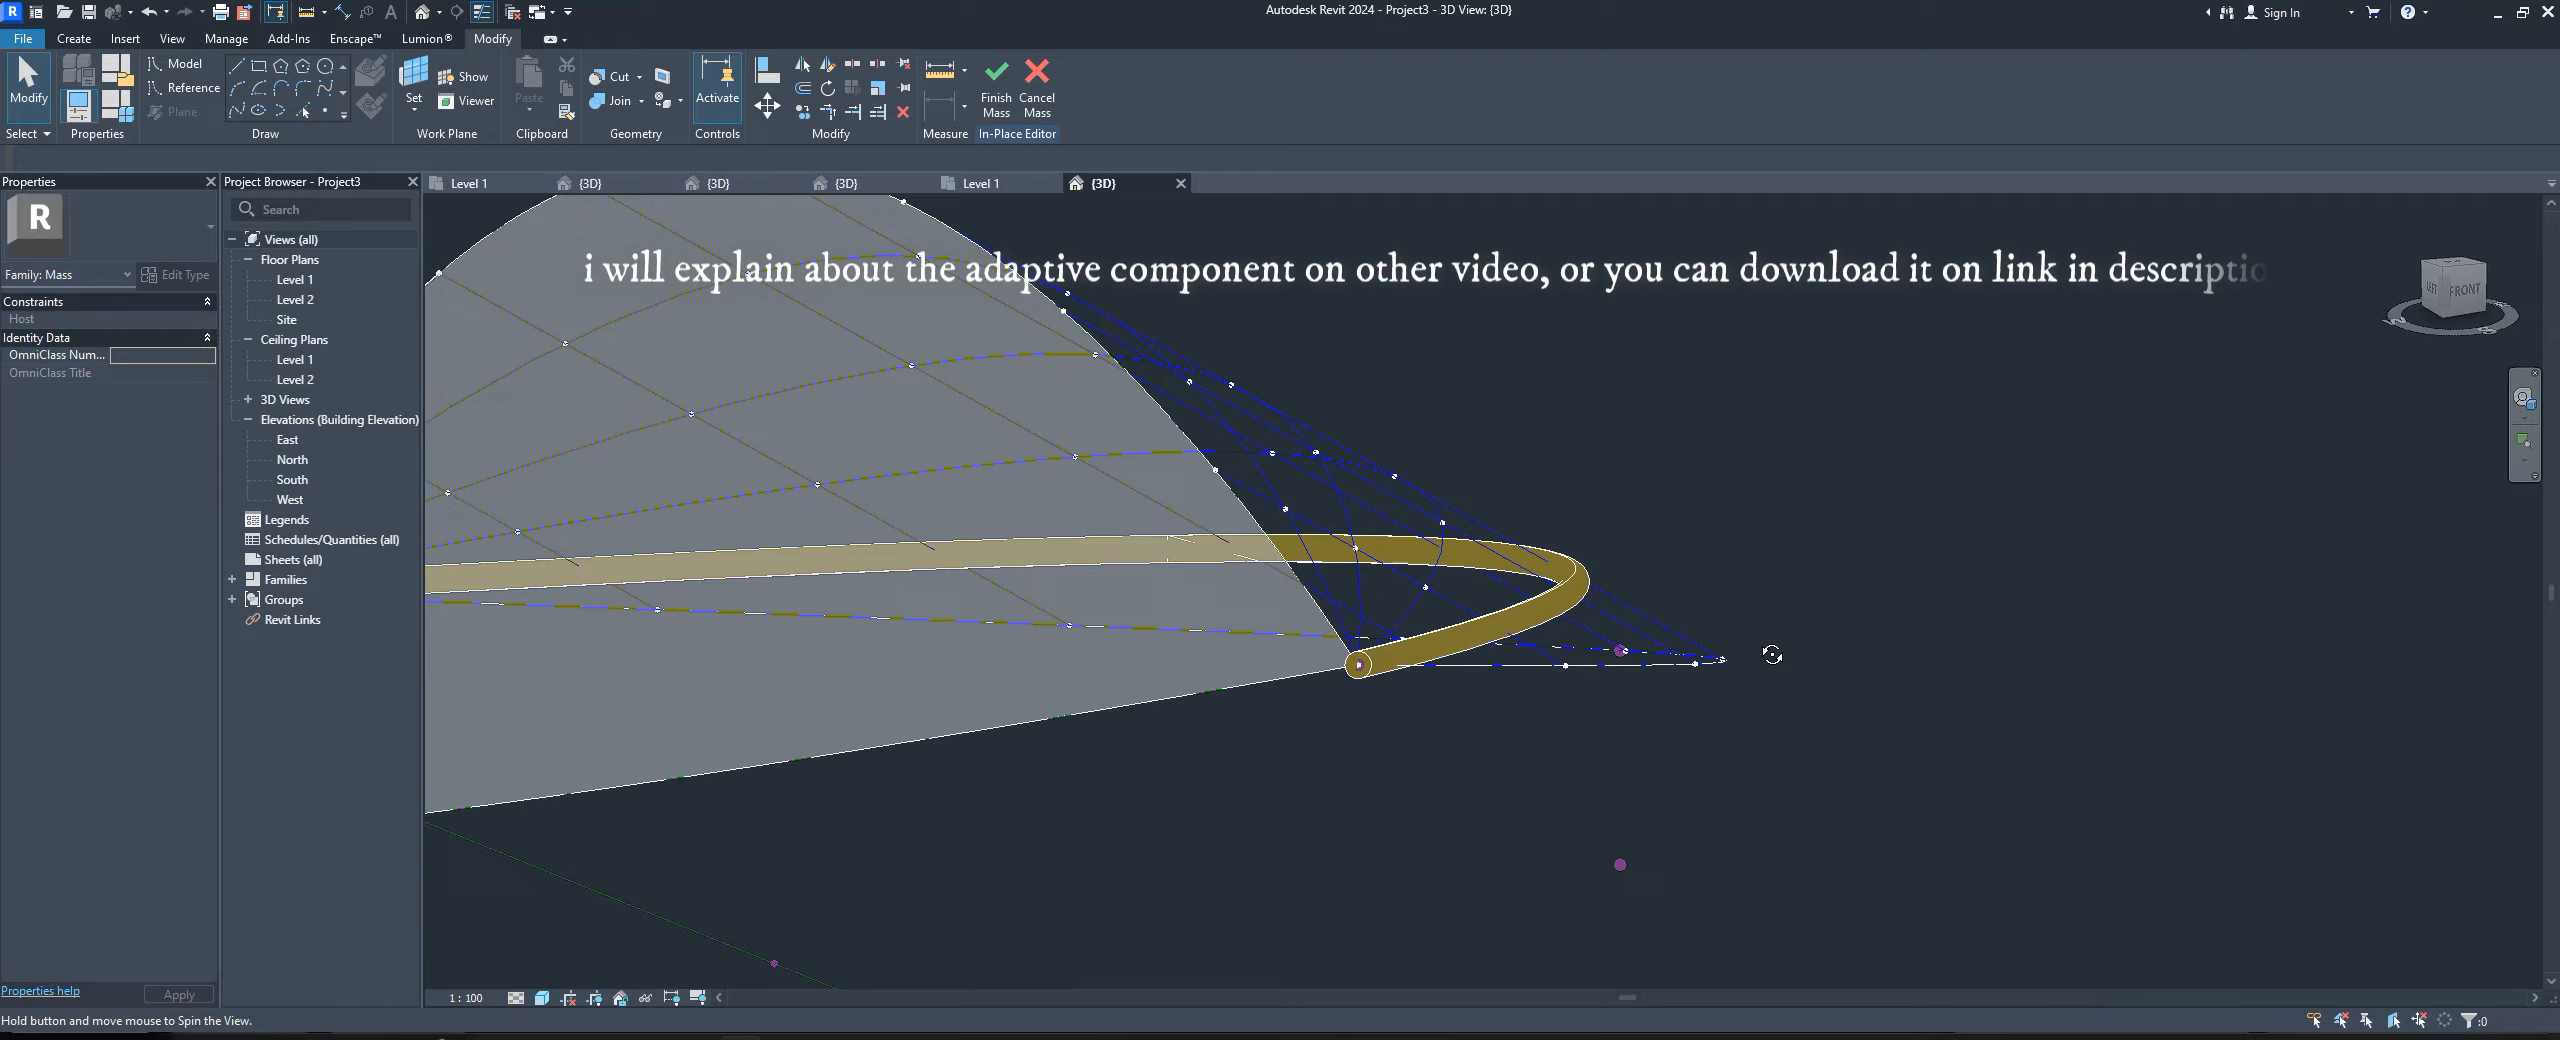 Autodesk Revit 2024 - Project3 - 3D View: {3D}
Sign In
File Create Insert View Manage Add-Ins Enscape™ Lumion® Modify
Modify
Select
Properties
Model
Reference
Plane
Draw
Set
Show
Viewer
Work Plane
Paste
Clipboard
Cut
Join
Geometry
Activate
Controls
Modify
Measure
Finish Mass
Cancel Mass
In-Place Editor
Properties
R
Family: Mass
Edit Type
Constraints
Host
Identity Data
OmniClass Num...
OmniClass Title
Properties help
Apply
Project Browser - Project3
Search
Views (all)
Floor Plans
Level 1
Level 2
Site
Ceiling Plans
Level 1
Level 2
3D Views
Elevations (Building Elevation)
East
North
South
West
Legends
Schedules/Quantities (all)
Sheets (all)
Families
Groups
Revit Links
Level 1
{3D}
{3D}
{3D}
Level 1
{3D}
i will explain about the adaptive component on other video, or you can download it on link in descriptio
LEFT
FRONT
W
S
1 : 100
Hold button and move mouse to Spin the View.
:0